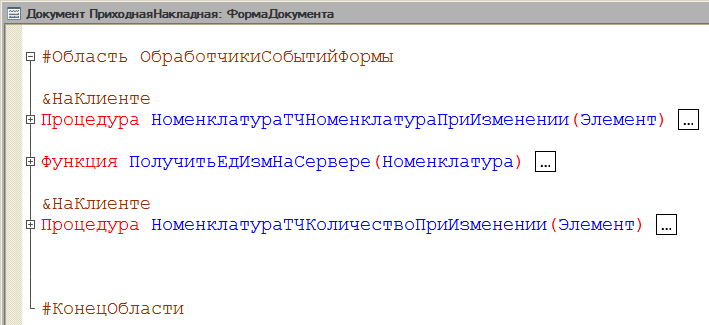 Документ ПриходнаяНакладная: ФормаДокумента
#Область ОбработчикиСобытийФормы
&НаКлиенте
Процедура НоменклатураТЧНоменклатураПриИзменении(Элемент) ...
Функция ПолучитьЕдИзмНаСервере(Номенклатура) ...
&НаКлиенте
Процедура НоменклатураТЧКоличествоПриИзменении(Элемент) ...
#КонецОбласти